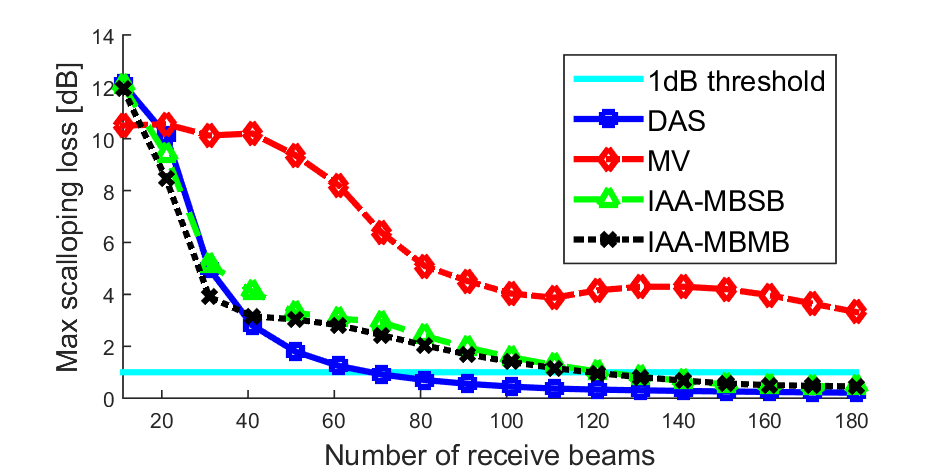 Max scalloping loss [dB]
14
12
10
8
6
4
2
0
20 40 60 80 100 120 140 160 180
Number of receive beams
1dB threshold
DAS
MV
IAA-MBSB
IAA-MBMB